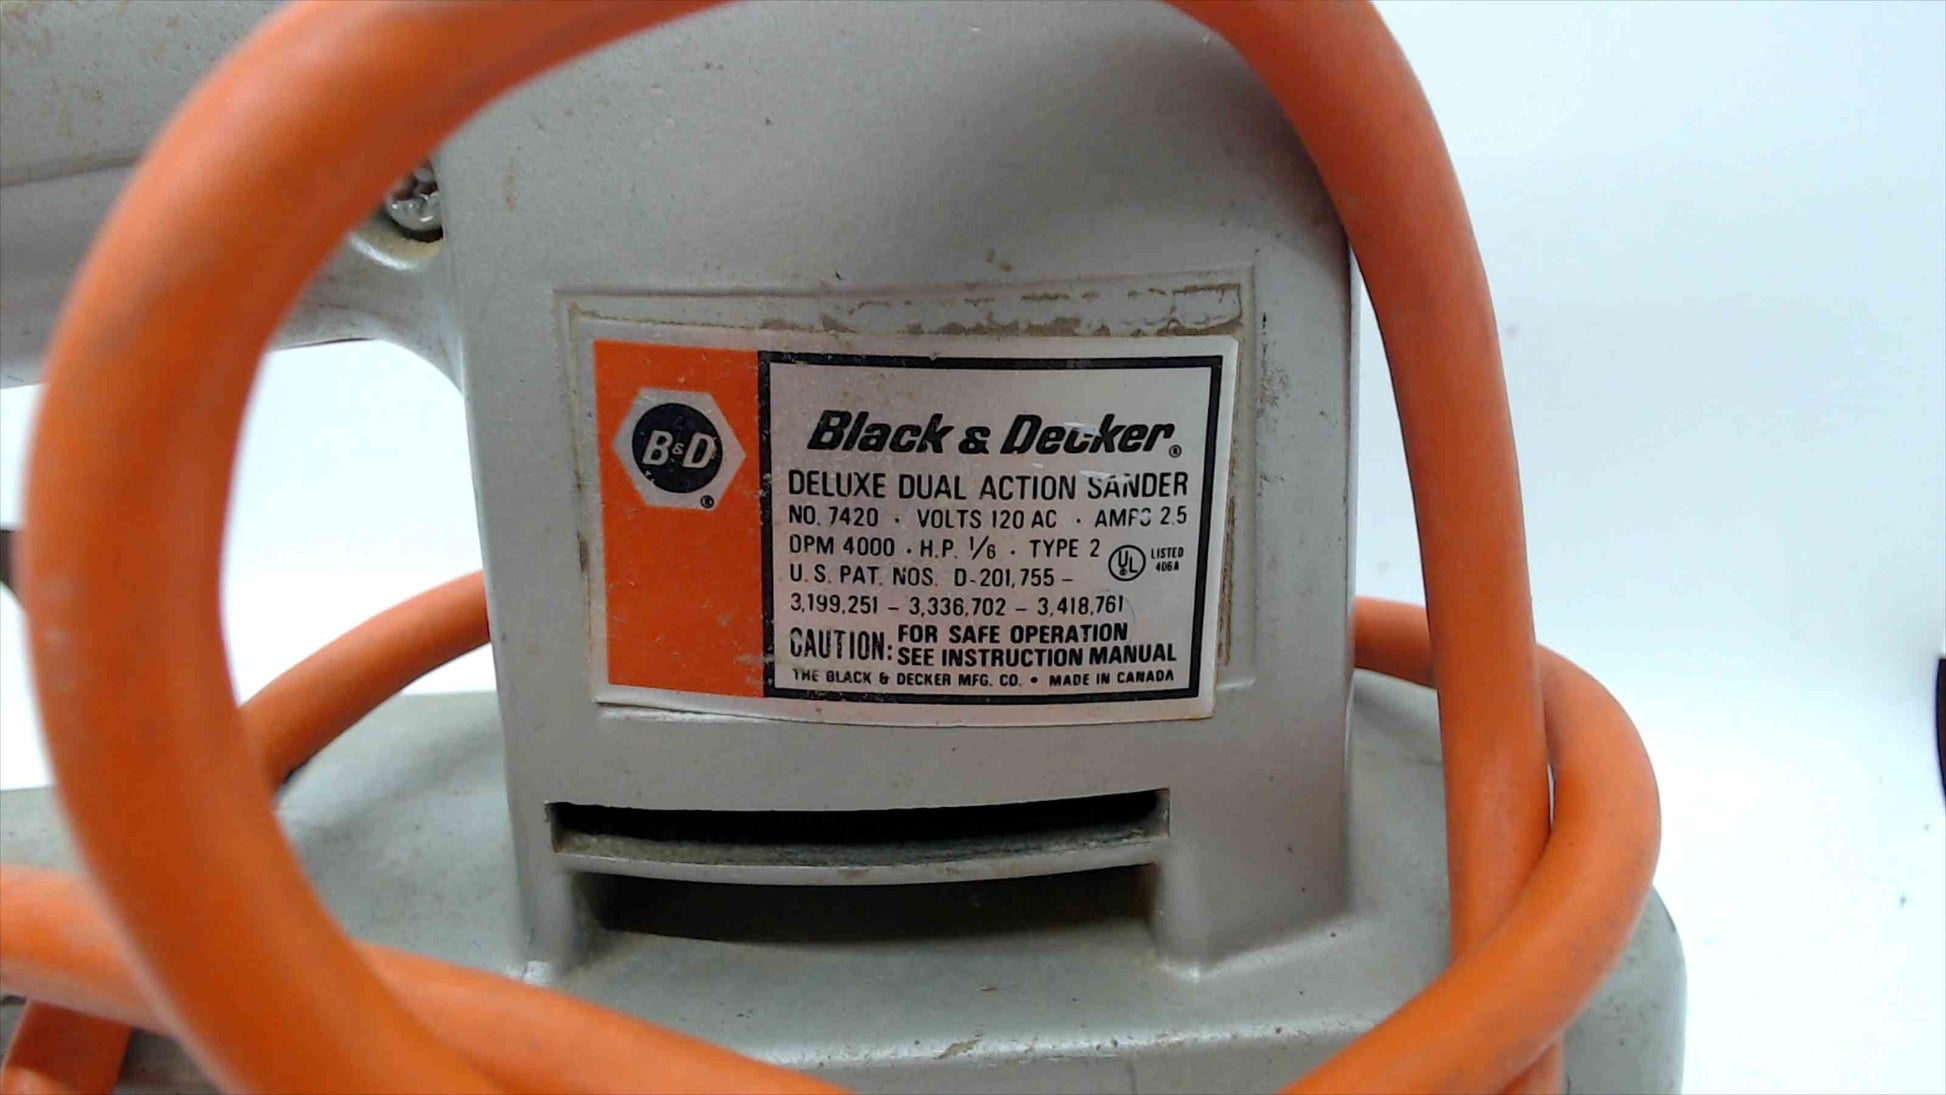 B&D
®
Black & Decker®
DELUXE DUAL ACTION SANDER
NO. 7420 · VOLTS 120 AC · AMPS 2.5
OPM 4000 · H.P. 1/6 · TYPE 2
UL LISTED
406A
U.S. PAT. NOS. D-201,755 –
3,199,251 – 3,336,702 – 3,418,761
CAUTION: FOR SAFE OPERATION
SEE INSTRUCTION MANUAL
THE BLACK & DECKER MFG. CO. • MADE IN CANADA